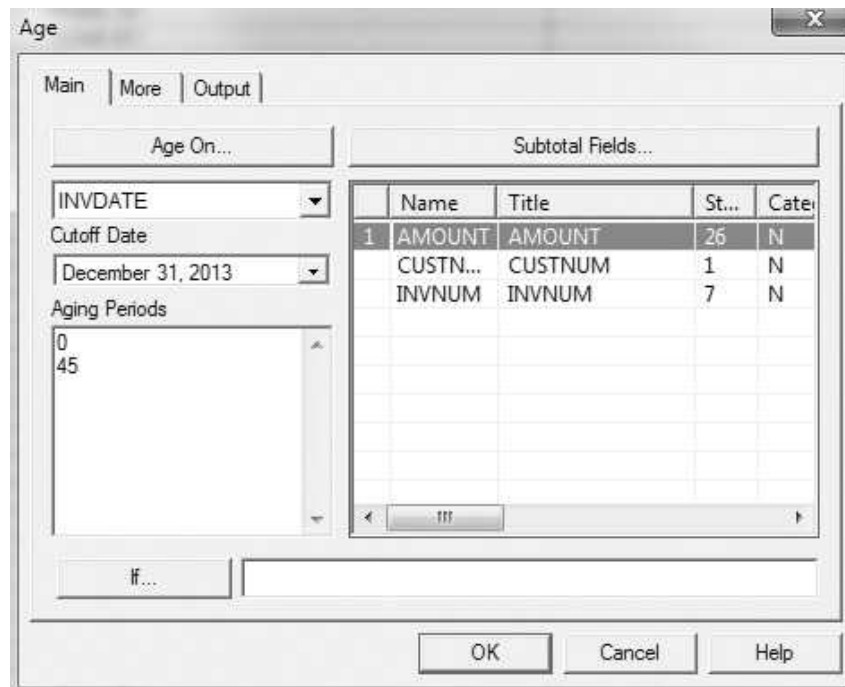 Age
Main More Output
Age On...
Subtotal Fields...
INVDATE
Cutoff Date
December 31, 2013
Aging Periods
0
45
Name Title St... Cate
1 AMOUNT AMOUNT 26 N
CUSTN... CUSTNUM 1 N
INVNUM INVNUM 7 N
If...
OK Cancel Help